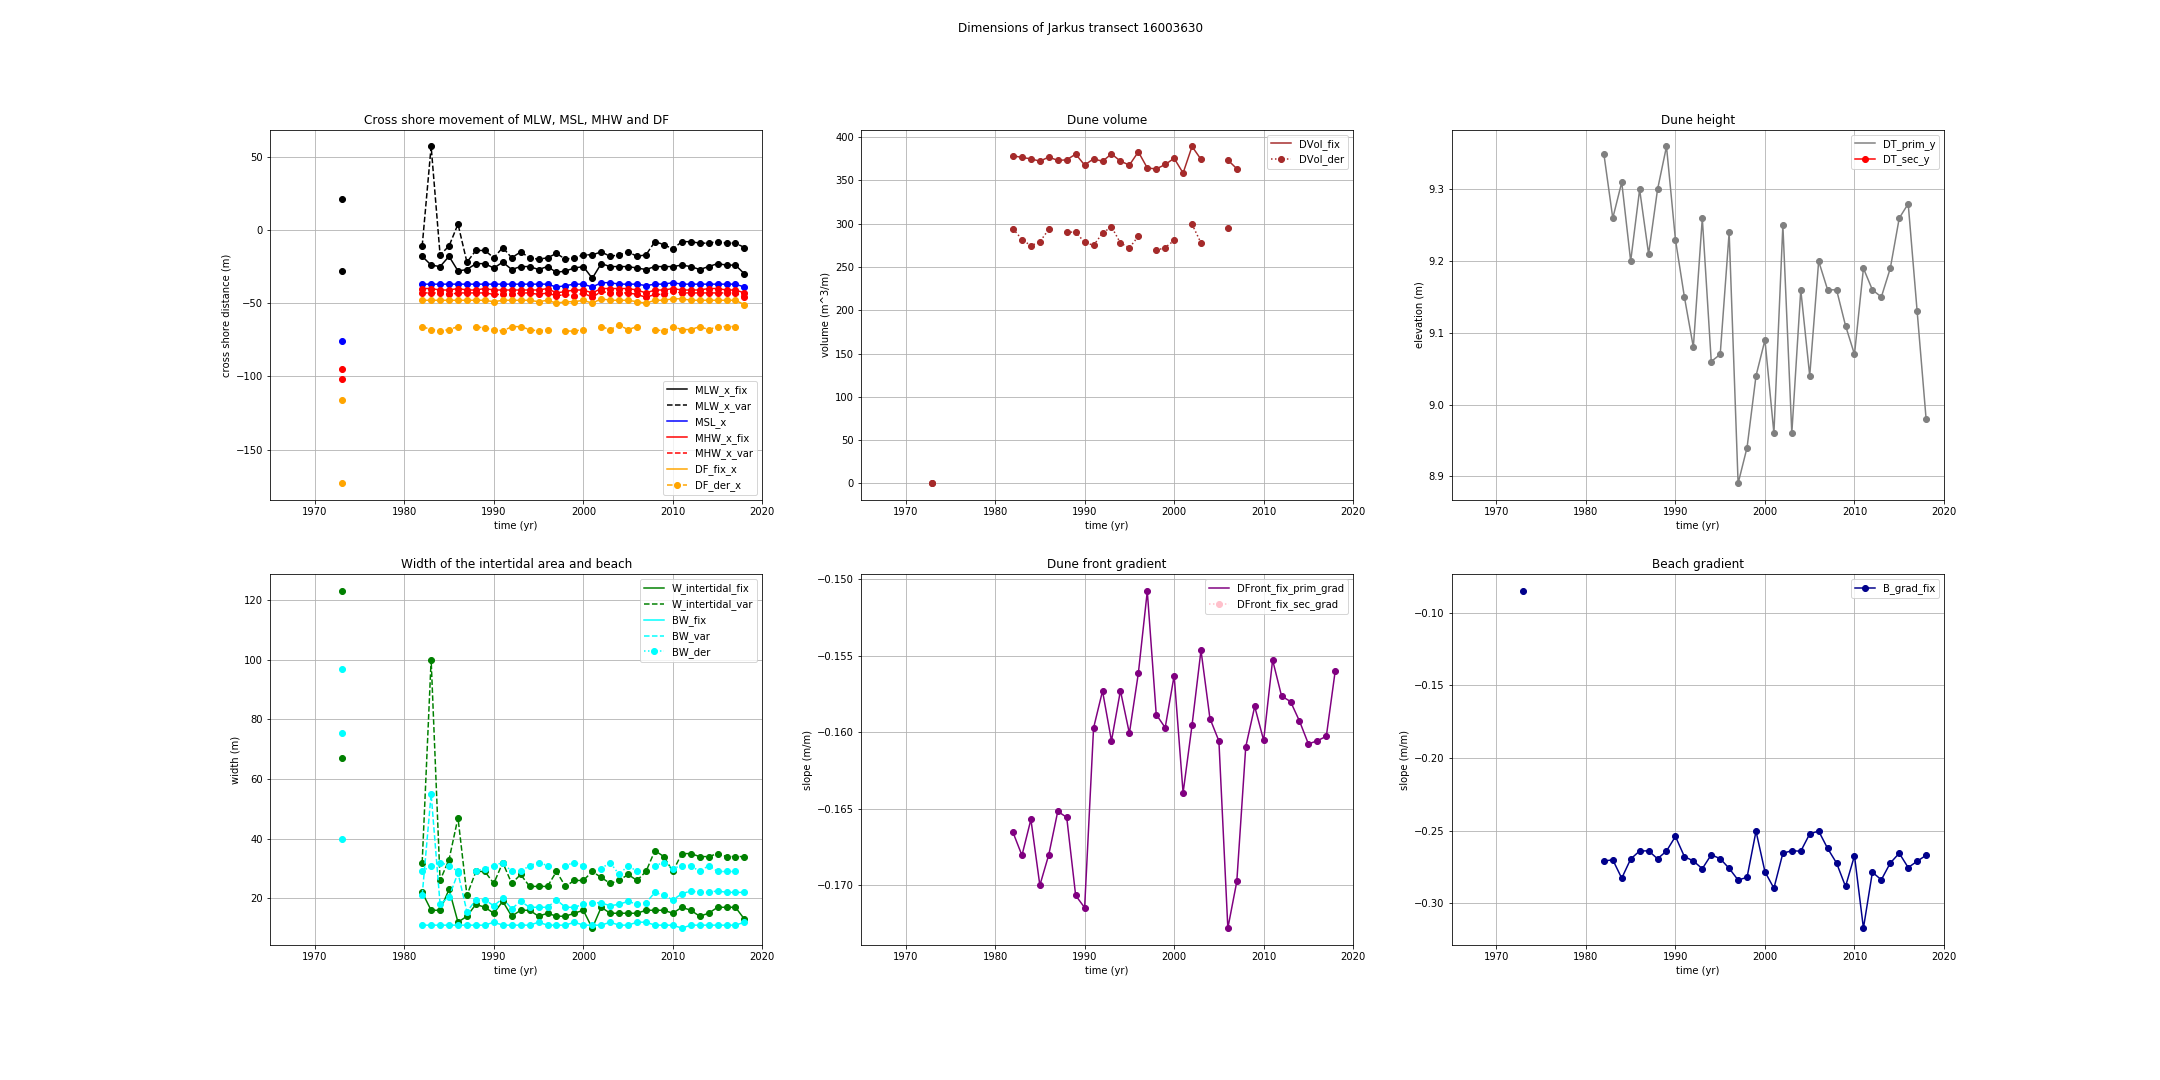 Dimensions of Jarkus transect 16003630
Cross shore movement of MLW, MSL, MHW and DF
50
0
−50
−100
−150
cross shore distance (m)
1970 1980 1990 2000 2010 2020
time (yr)
MLW_x_fix
MLW_x_var
MSL_x
MHW_x_fix
MHW_x_var
DF_fix_x
DF_der_x
Dune volume
400
350
300
250
200
150
100
50
0
volume (m^3/m)
1970 1980 1990 2000 2010 2020
time (yr)
DVol_fix
DVol_der
Dune height
9.3
9.2
9.1
9.0
8.9
elevation (m)
1970 1980 1990 2000 2010 2020
time (yr)
DT_prim_y
DT_sec_y
Width of the intertidal area and beach
120
100
80
60
40
20
width (m)
1970 1980 1990 2000 2010 2020
time (yr)
W_intertidal_fix
W_intertidal_var
BW_fix
BW_var
BW_der
Dune front gradient
−0.150
−0.155
−0.160
−0.165
−0.170
slope (m/m)
1970 1980 1990 2000 2010 2020
time (yr)
DFront_fix_prim_grad
DFront_fix_sec_grad
Beach gradient
−0.10
−0.15
−0.20
−0.25
−0.30
slope (m/m)
1970 1980 1990 2000 2010 2020
time (yr)
B_grad_fix